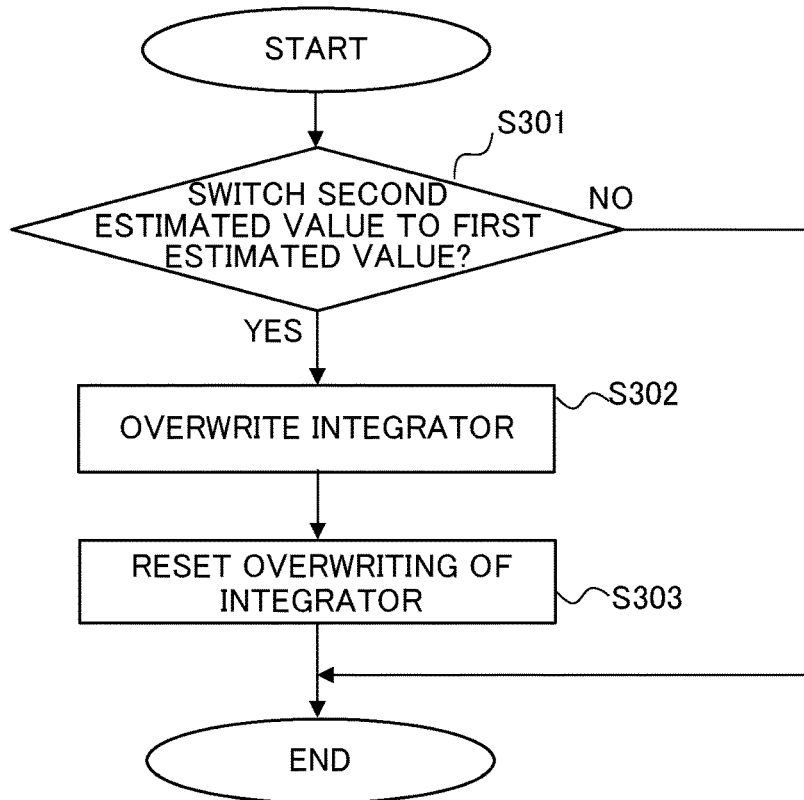 START
S301
SWITCH SECOND
ESTIMATED VALUE TO FIRST
ESTIMATED VALUE?
NO
YES
OVERWRITE INTEGRATOR
S302
RESET OVERWRITING OF
INTEGRATOR
S303
END